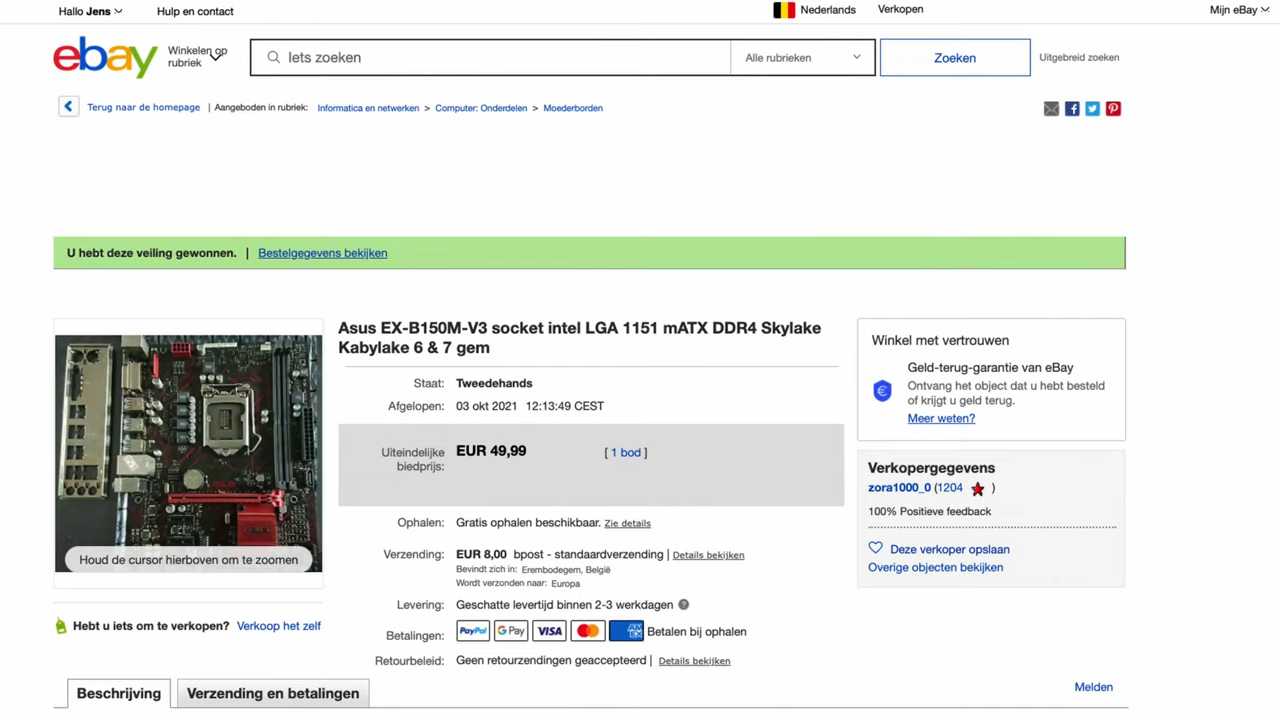 Hallo Jens
Hulp en contact
Nederlands
Verkopen
Mijn eBay
ebay
Winkelen op
rubriek
Iets zoeken
Alle rubrieken
Zoeken
Uitgebreid zoeken
Terug naar de homepage | Aangeboden in rubriek: Informatica en netwerken > Computer: Onderdelen > Moederborden
U hebt deze veiling gewonnen. | Bestelgegevens bekijken
Asus EX-B150M-V3 socket intel LGA 1151 mATX DDR4 Skylake
Kabylake 6 & 7 gem
Staat: Tweedehands
Afgelopen: 03 okt 2021 12:13:49 CEST
Uiteindelijke
biedprijs:
EUR 49,99
[ 1 bod ]
Ophalen: Gratis ophalen beschikbaar. Zie details
Verzending: EUR 8,00 bpost - standaardverzending | Details bekijken
Bevindt zich in: Erembodegem, België
Wordt verzonden naar: Europa
Levering: Geschatte levertijd binnen 2-3 werkdagen ?
Betalingen: PayPal G Pay VISA Betalen bij ophalen
Retourbeleid: Geen retourzendingen geaccepteerd | Details bekijken
Houd de cursor hierboven om te zoomen
Hebt u iets om te verkopen? Verkoop het zelf
Winkel met vertrouwen
Geld-terug-garantie van eBay
Ontvang het object dat u hebt besteld
of krijgt u geld terug.
Meer weten?
Verkopergegevens
zora1000_0 (1204 )
100% Positieve feedback
Deze verkoper opslaan
Overige objecten bekijken
Beschrijving
Verzending en betalingen
Melden